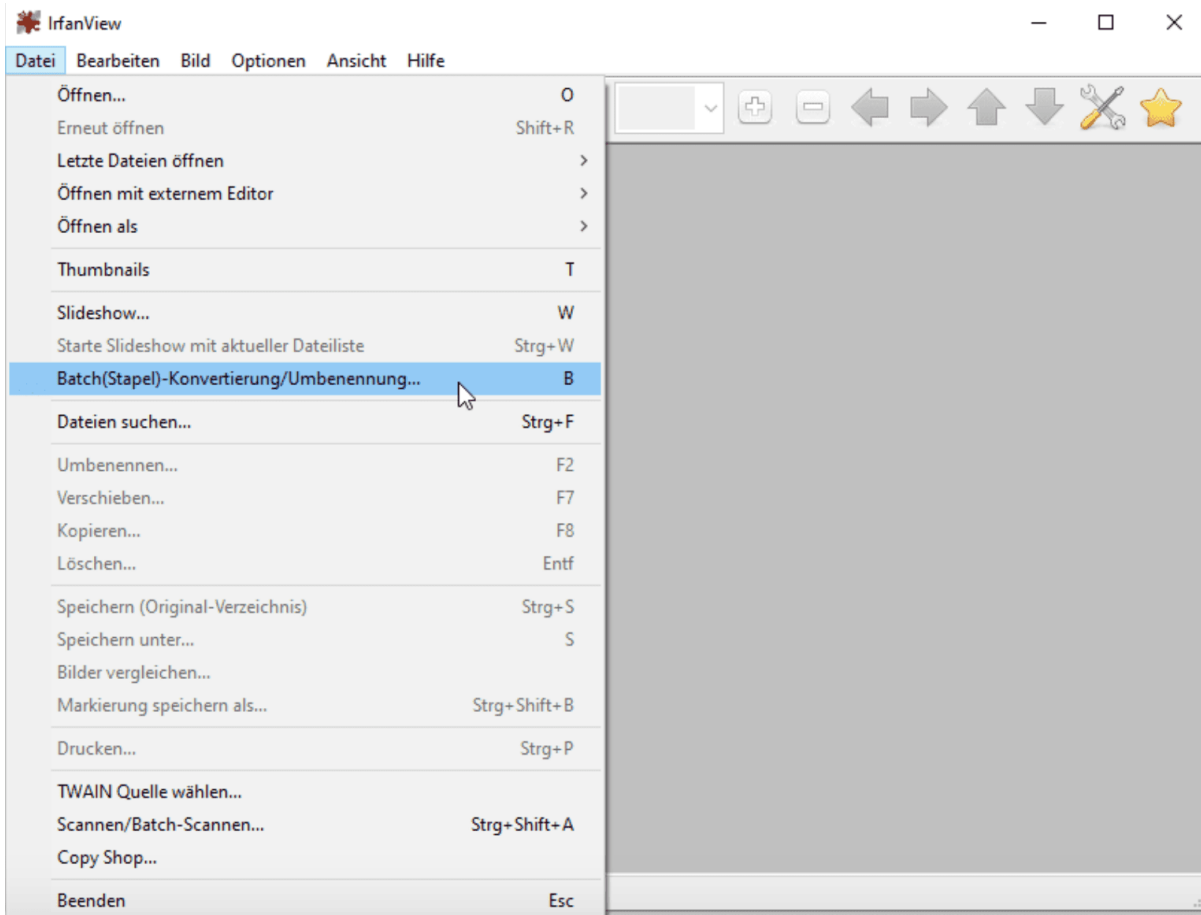 IrfanView
Datei Bearbeiten Bild Optionen Ansicht Hilfe
Öffnen... O
Erneut öffnen Shift+R
Letzte Dateien öffnen
Öffnen mit externem Editor
Öffnen als
Thumbnails T
Slideshow... W
Starte Slideshow mit aktueller Dateiliste Strg+W
Batch(Stapel)-Konvertierung/Umbenennung... B
Dateien suchen... Strg+F
Umbenennen... F2
Verschieben... F7
Kopieren... F8
Löschen... Entf
Speichern (Original-Verzeichnis) Strg+S
Speichern unter... S
Bilder vergleichen...
Markierung speichern als... Strg+Shift+B
Drucken... Strg+P
TWAIN Quelle wählen...
Scannen/Batch-Scannen... Strg+Shift+A
Copy Shop...
Beenden Esc